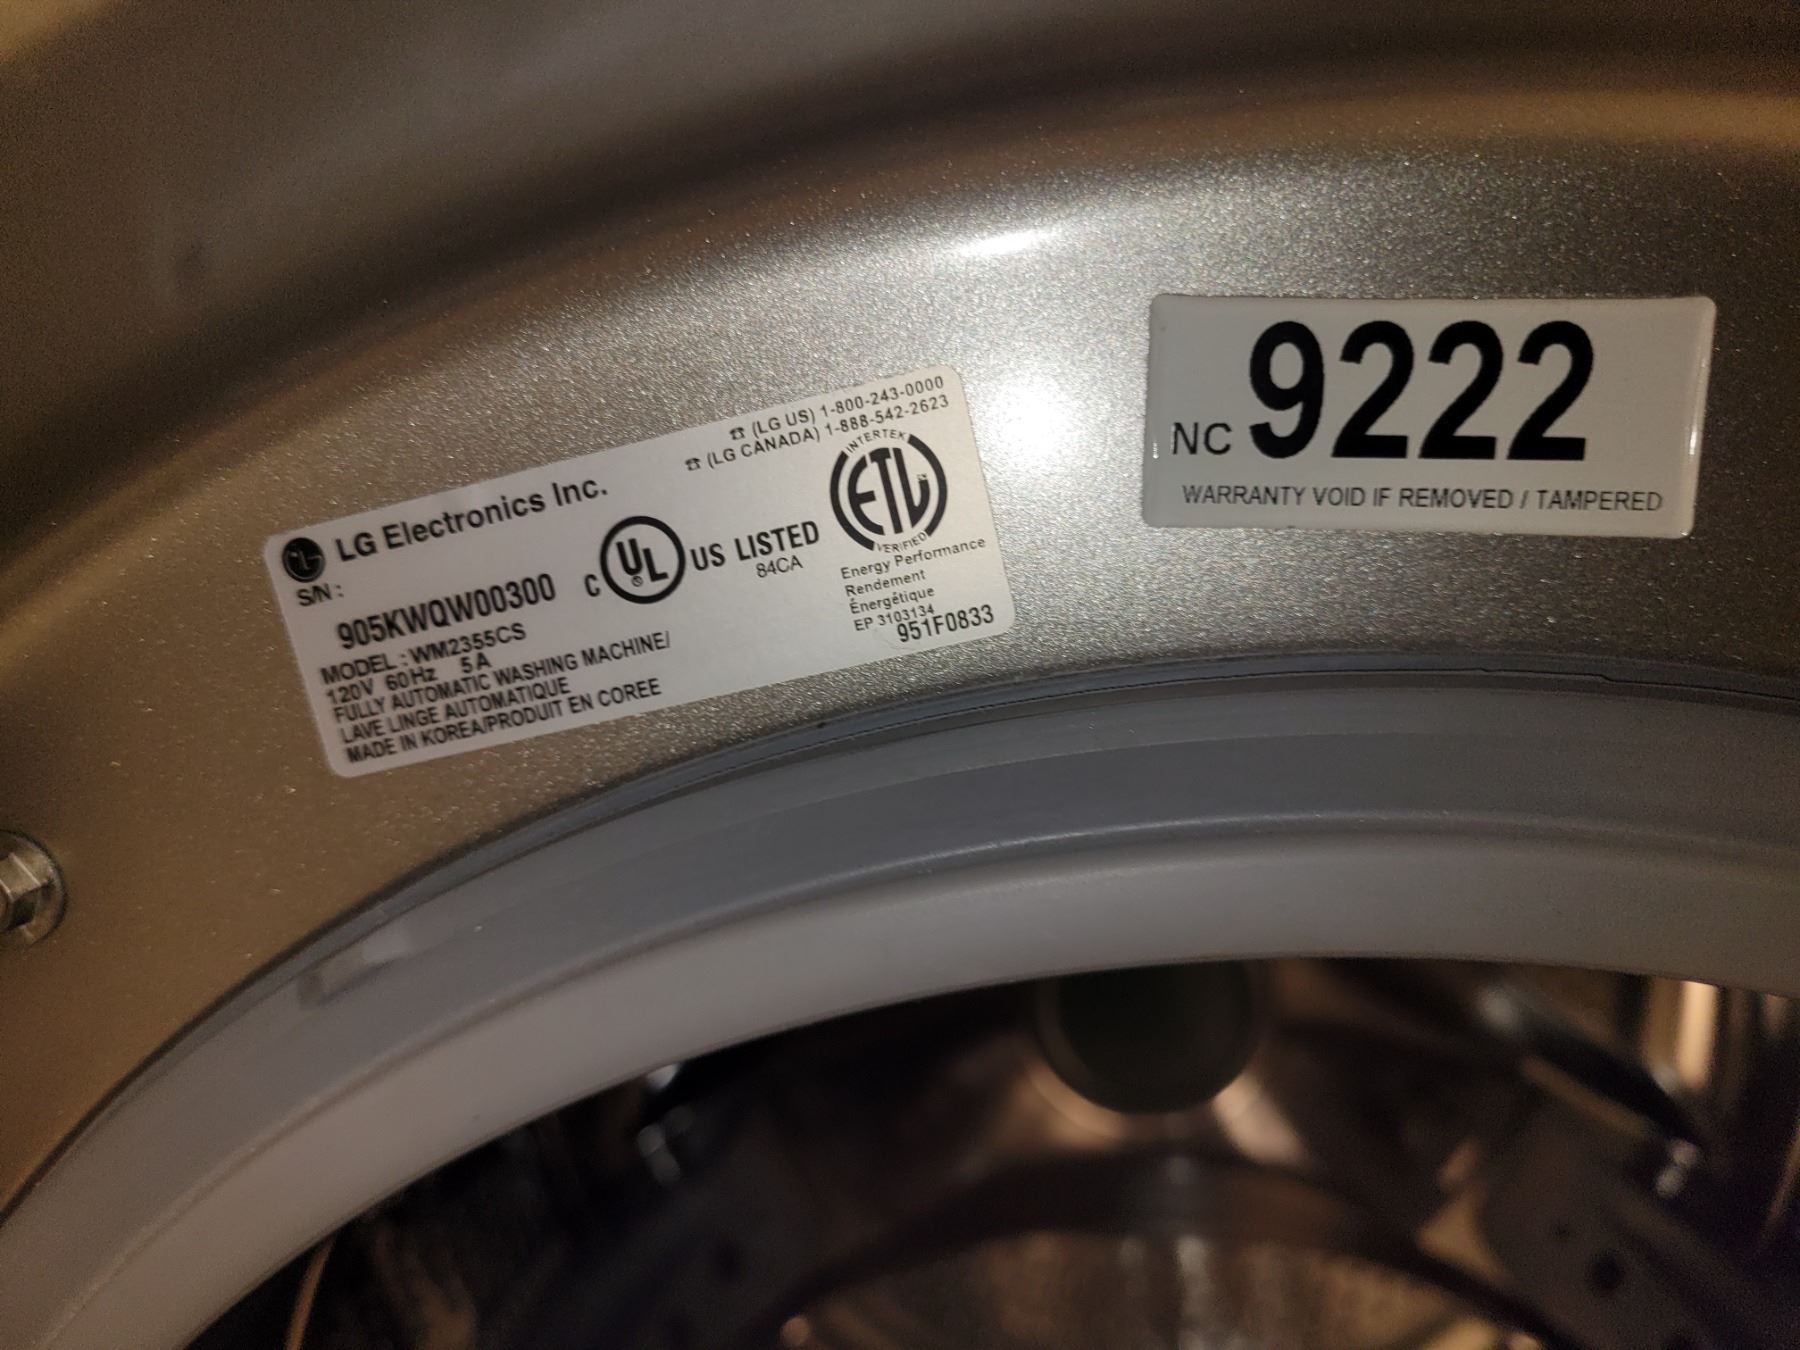 ☎ (LG US) 1-800-243-0000
☎ (LG CANADA) 1-888-542-2623
LG LG Electronics Inc.
S/N :
905KWQW00300
MODEL : WM2355CS
120V 60Hz 5A
FULLY AUTOMATIC WASHING MACHINE/
LAVE LINGE AUTOMATIQUE
MADE IN KOREA/PRODUIT EN COREE
C UL ® US LISTED
84CA
INTERTEK
ETL
VERIFIED
Energy Performance
Rendement
Énergétique
EP 3103134
951F0833
NC 9222
WARRANTY VOID IF REMOVED / TAMPERED